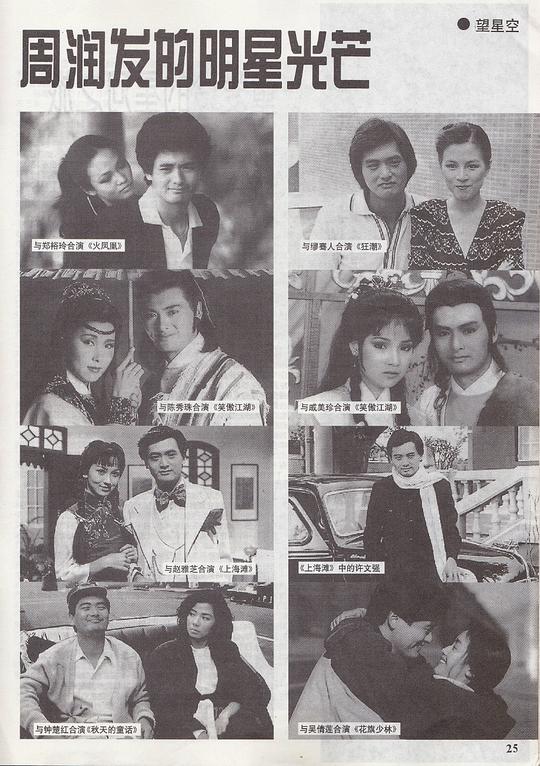 ●望星空
周润发的明星光芒
与郑裕玲合演《火凤凰》
与缪骞人合演《狂潮》
与陈秀珠合演《笑傲江湖》
与戚美珍合演《笑傲江湖》
与赵雅芝合演《上海滩》
《上海滩》中的许文强
与钟楚红合演《秋天的童话》
与吴倩莲合演《花旗少林》
25